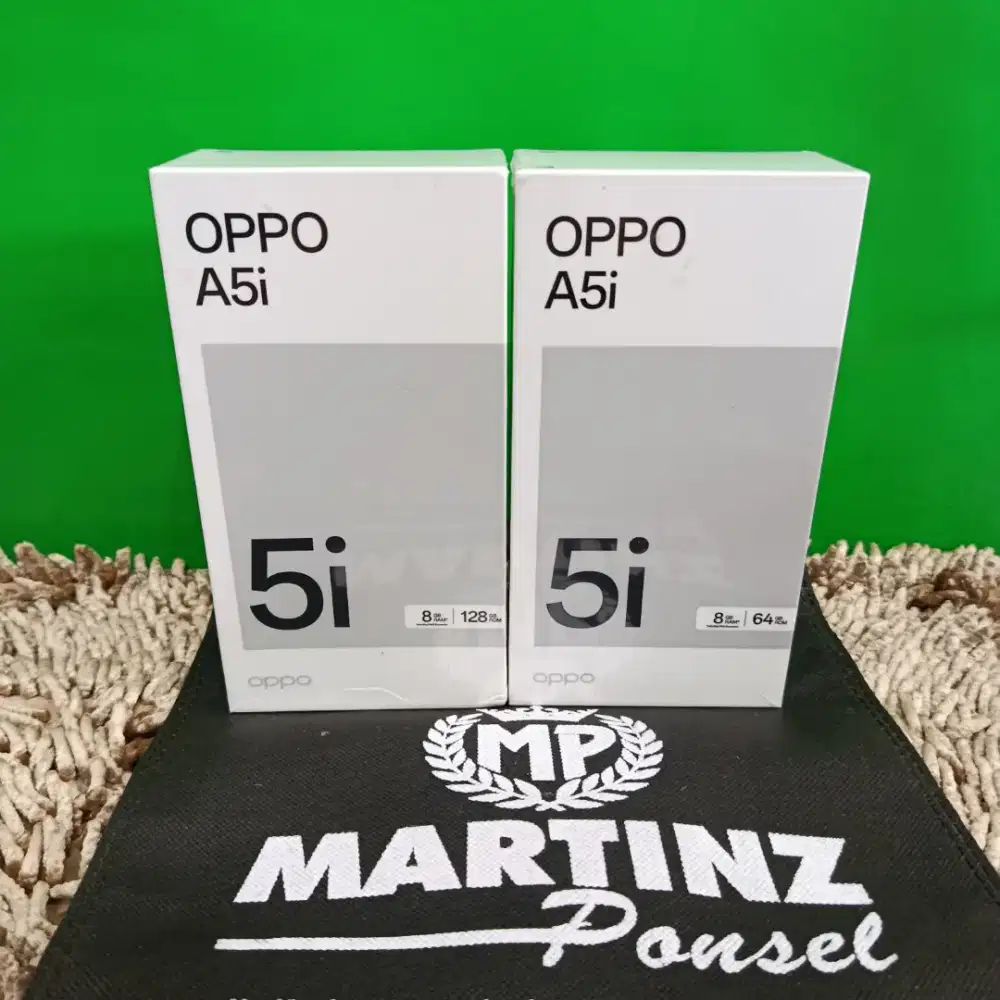 OPPO
A5i
5i
8 GB RAM* | 128 GB ROM
oppo
OPPO
A5i
5i
8 GB RAM* | 64 GB ROM
oppo
MP
MARTINZ
Ponsel